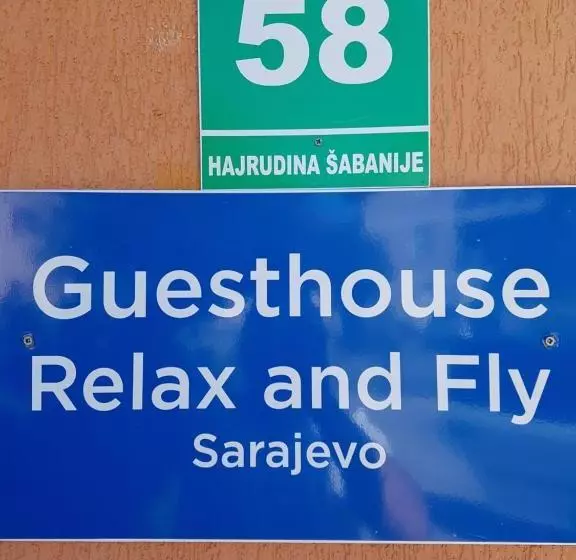 58
HAJRUDINA ŠABANIJE
Guesthouse
Relax and Fly
Sarajevo